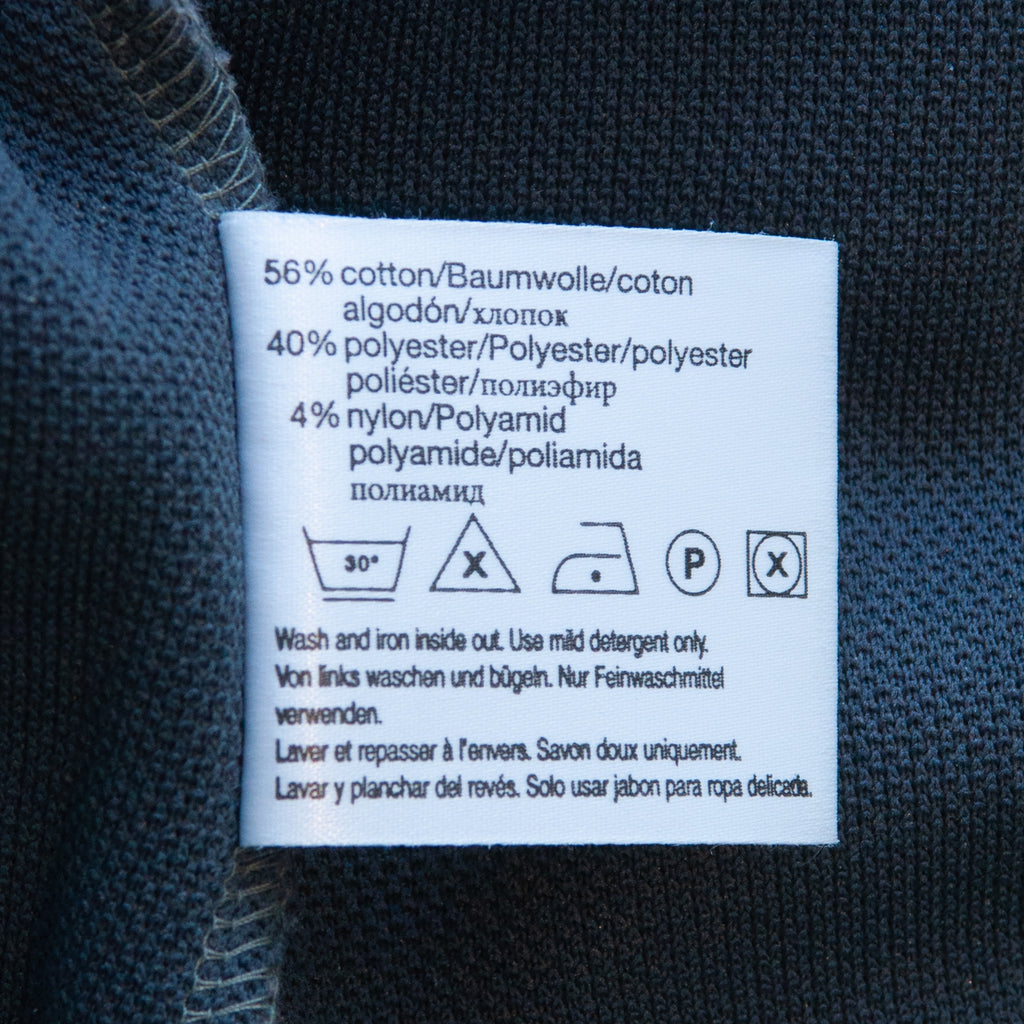 56% cotton/Baumwolle/coton
algodón/хлопок
40% polyester/Polyester/polyester
poliéster/полиэфир
4% nylon/Polyamid
polyamide/poliamida
полиамид
30° X P X
Wash and iron inside out. Use mild detergent only.
Von links waschen und bügeln. Nur Feinwaschmittel
verwenden.
Laver et repasser à l'envers. Savon doux uniquement.
Lavar y planchar del revés. Solo usar jabon para ropa delicada.